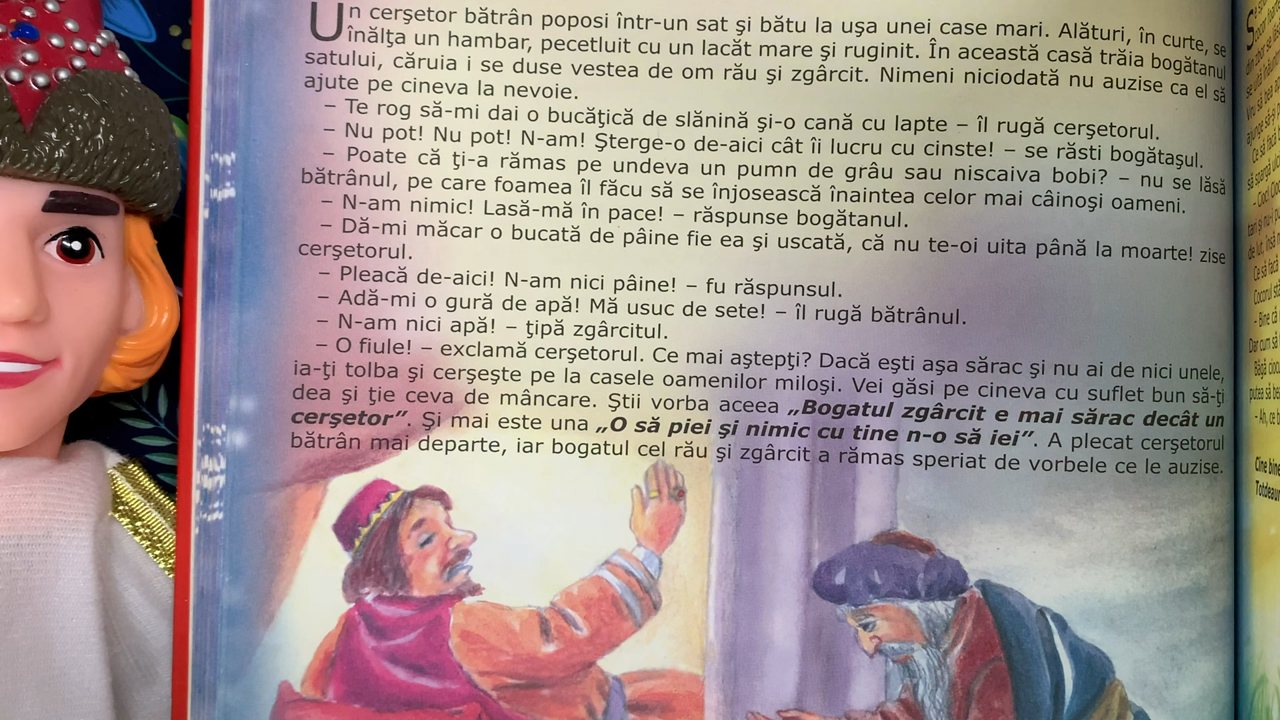 Un cerşetor bătrân poposi într-un sat şi bătu la uşa unei case mari. Alături, în curte, se
înălţa un hambar, pecetluit cu un lacăt mare şi ruginit. În această casă trăia bogătanul
satului, căruia i se duse vestea de om rău şi zgârcit. Nimeni niciodată nu auzise ca el să
ajute pe cineva la nevoie.
– Te rog să-mi dai o bucăţică de slănină şi-o cană cu lapte – îl rugă cerşetorul.
– Nu pot! Nu pot! N-am! Şterge-o de-aici cât îi lucru cu cinste! – se răsti bogătaşul.
– Poate că ţi-a rămas pe undeva un pumn de grâu sau niscaiva bobi? – nu se lăsă
bătrânul, pe care foamea îl făcu să se înjosească înaintea celor mai câinoşi oameni.
– N-am nimic! Lasă-mă în pace! – răspunse bogătanul.
– Dă-mi măcar o bucată de pâine fie ea şi uscată, că nu te-oi uita până la moarte! zise
cerşetorul.
– Pleacă de-aici! N-am nici pâine! – fu răspunsul.
– Adă-mi o gură de apă! Mă usuc de sete! – îl rugă bătrânul.
– N-am nici apă! – ţipă zgârcitul.
– O fiule! – exclamă cerşetorul. Ce mai aştepţi? Dacă eşti aşa sărac şi nu ai de nici unele,
ia-ţi tolba şi cerşeşte pe la casele oamenilor miloşi. Vei găsi pe cineva cu suflet bun să-ţi
dea şi ţie ceva de mâncare. Ştii vorba aceea „Bogatul zgârcit e mai sărac decât un
cerşetor”. Şi mai este una „O să piei şi nimic cu tine n-o să iei”. A plecat cerşetorul
bătrân mai departe, iar bogatul cel rău şi zgârcit a rămas speriat de vorbele ce le auzise.